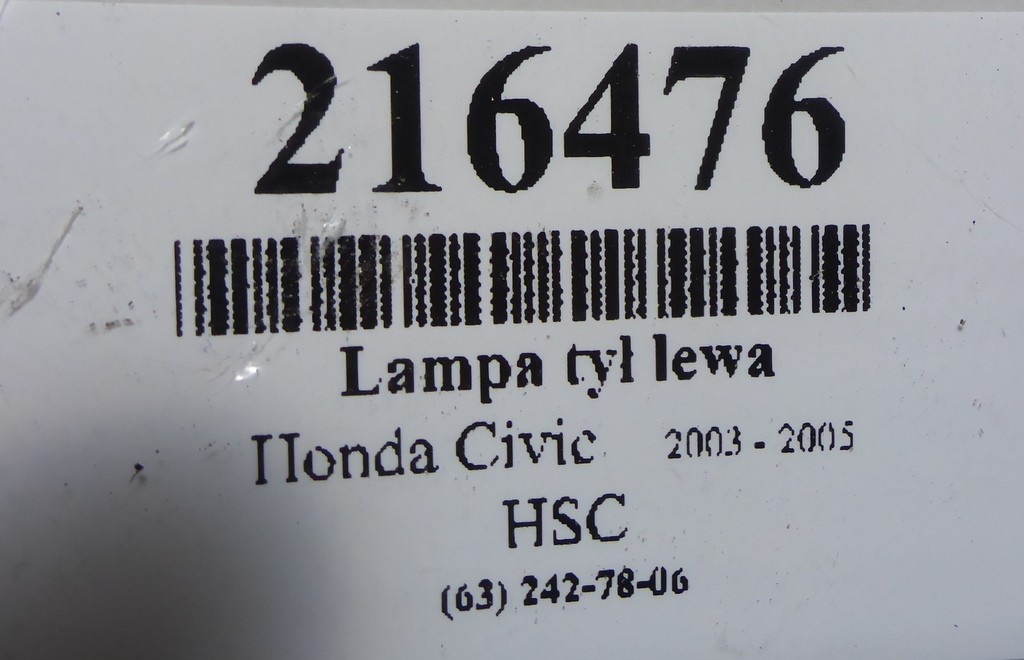 216476
Lampa tył lewa
Honda Civic 2003 - 2005
HSC
(63) 242-78-06